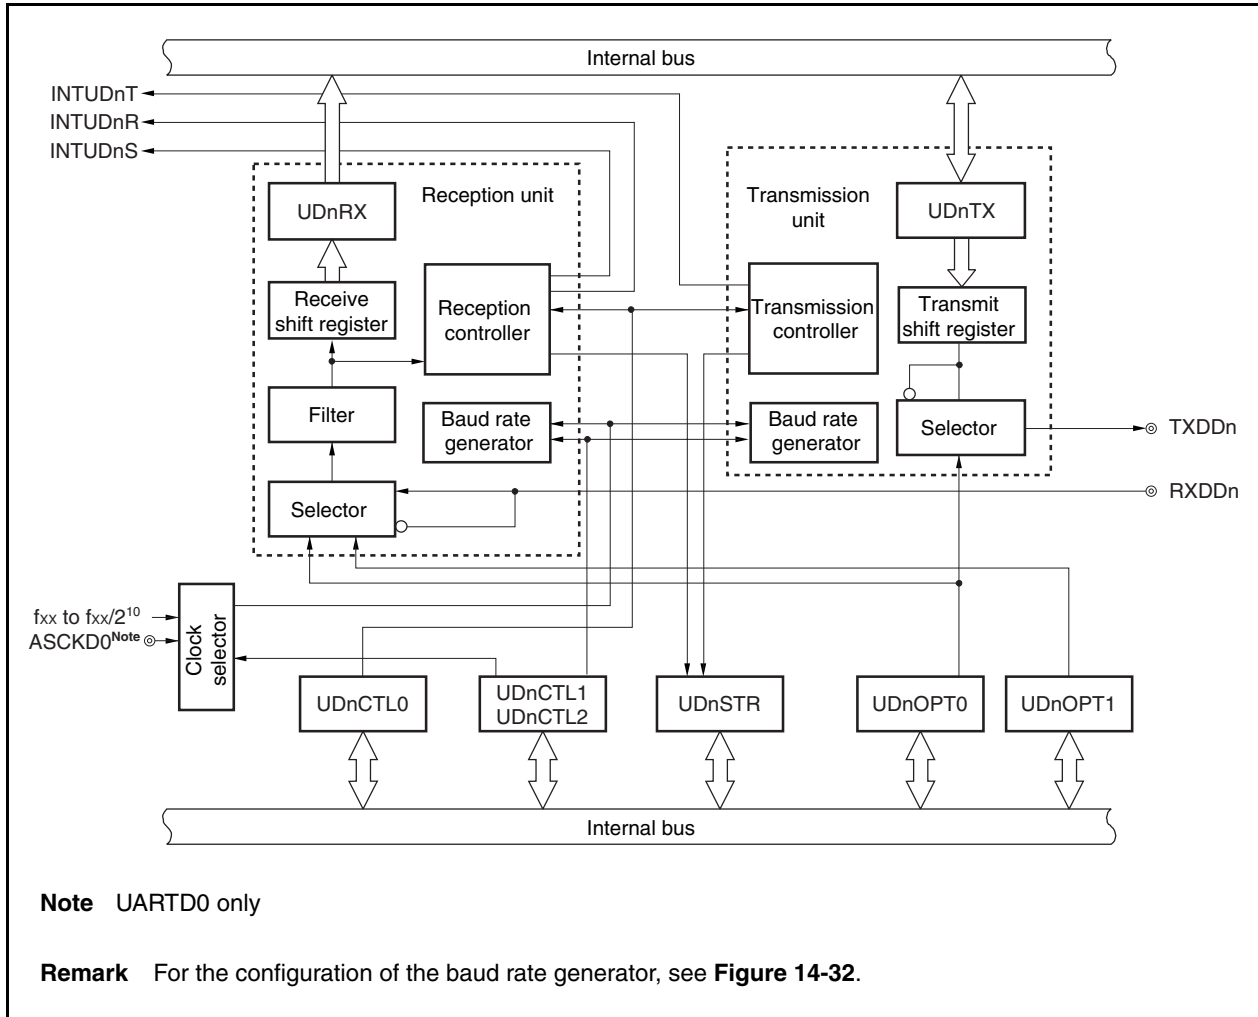 Internal bus
INTUDnT
INTUDnR
INTUDnS
Reception unit
UDnRX
Receive
shift register
Reception
controller
Filter
Baud rate
generator
Selector
Transmission
unit
UDnTX
Transmission
controller
Transmit
shift register
Baud rate
generator
Selector
TXDDn
RXDDn
fxx to fxx/2¹⁰
ASCKD0Note
Clock
selector
UDnCTL0
UDnCTL1
UDnCTL2
UDnSTR
UDnOPT0
UDnOPT1
Internal bus
Note UARTD0 only
Remark For the configuration of the baud rate generator, see Figure 14-32.